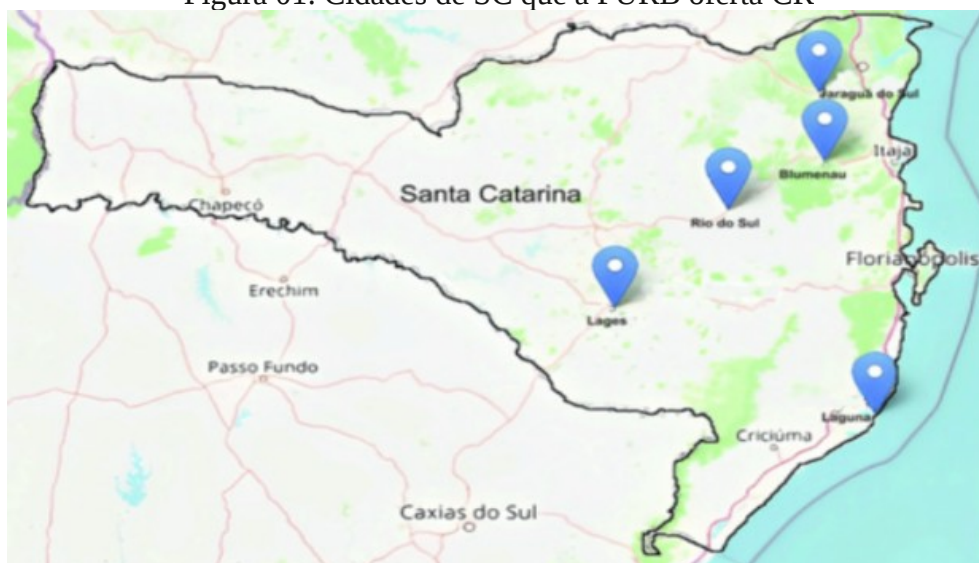 Figura 01: Cidades de SC que a FURB oferta CR
Jaraguá do Sul
Itajaí
Blumenau
Chapecó
Santa Catarina
Rio do Sul
Florianópolis
Erechim
Lages
Passo Fundo
Laguna
Criciúma
Caxias do Sul